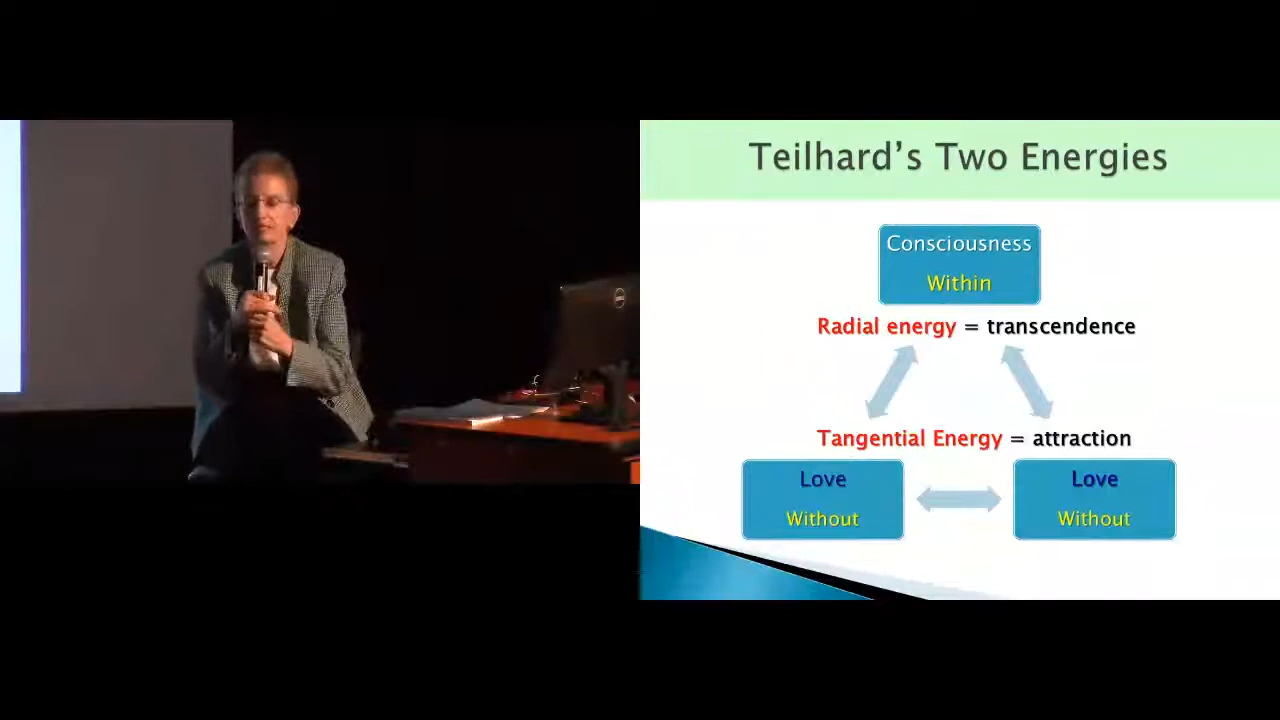 Teilhard's Two Energies
Consciousness
Within
Radial energy = transcendence
Tangential Energy = attraction
Love
Without
Love
Without